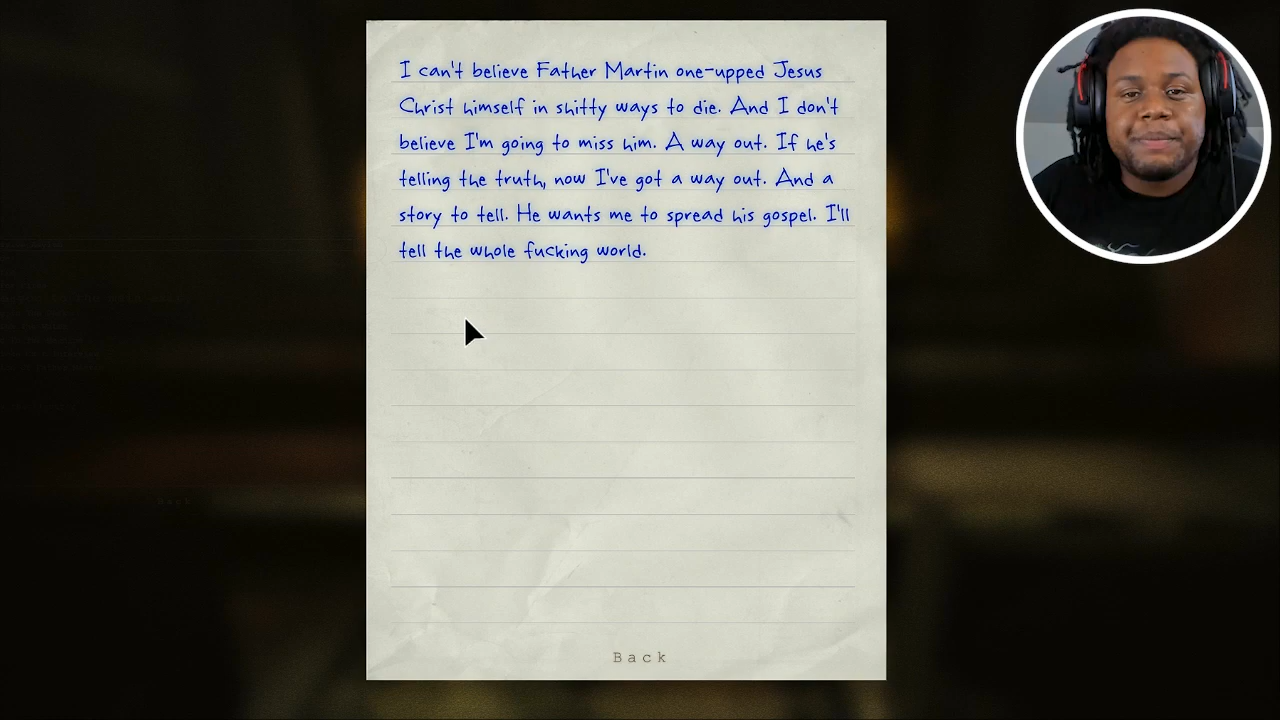 I can't believe Father Martin one-upped Jesus
Christ himself in shitty ways to die. And I don't
believe I'm going to miss him. A way out. If he's
telling the truth, now I've got a way out. And a
story to tell. He wants me to spread his gospel. I'll
tell the whole fucking world.
Back